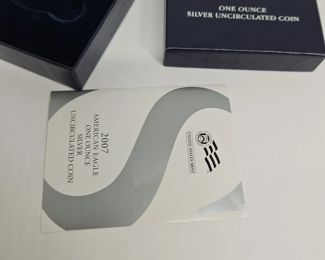 ONE OUNCE
SILVER UNCIRCULATED COIN
2007
AMERICAN EAGLE
ONE OUNCE
SILVER
UNCIRCULATED COIN
UNITED STATES MINT